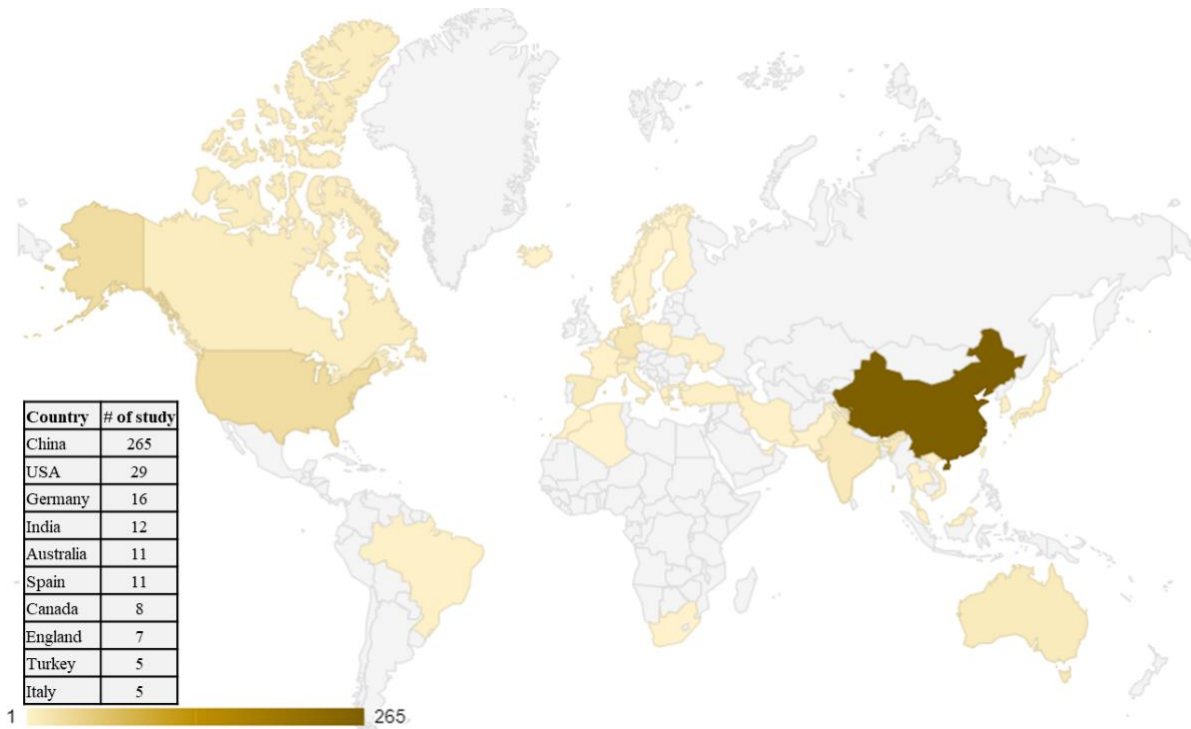 Country # of study
China 265
USA 29
Germany 16
India 12
Australia 11
Spain 11
Canada 8
England 7
Turkey 5
Italy 5
1 265